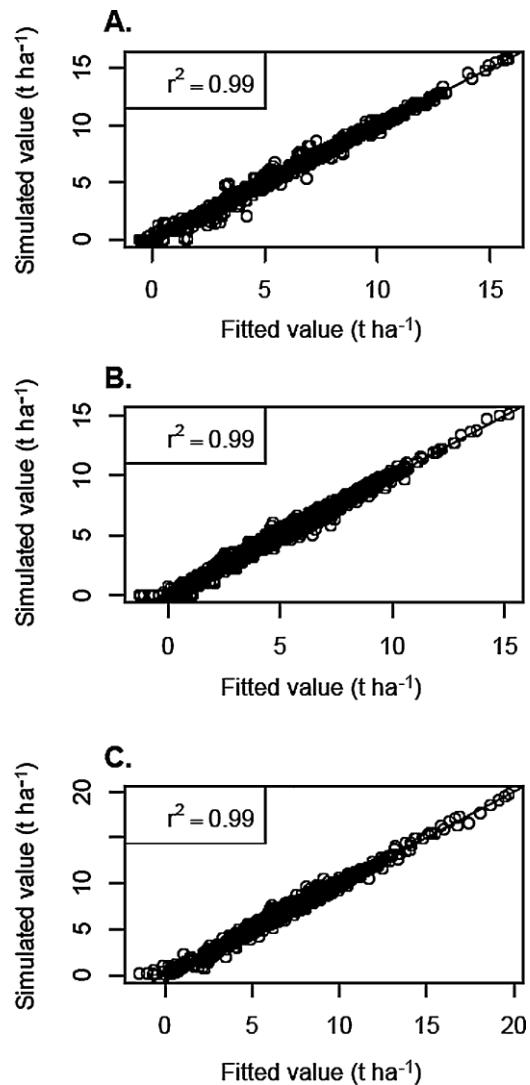 A.
r² = 0.99
Simulated value (t ha⁻¹)
15
10
5
0
0 5 10 15
Fitted value (t ha⁻¹)
B.
r² = 0.99
Simulated value (t ha⁻¹)
15
10
5
0
0 5 10 15
Fitted value (t ha⁻¹)
C.
r² = 0.99
Simulated value (t ha⁻¹)
20
10
5
0
0 5 10 15 20
Fitted value (t ha⁻¹)